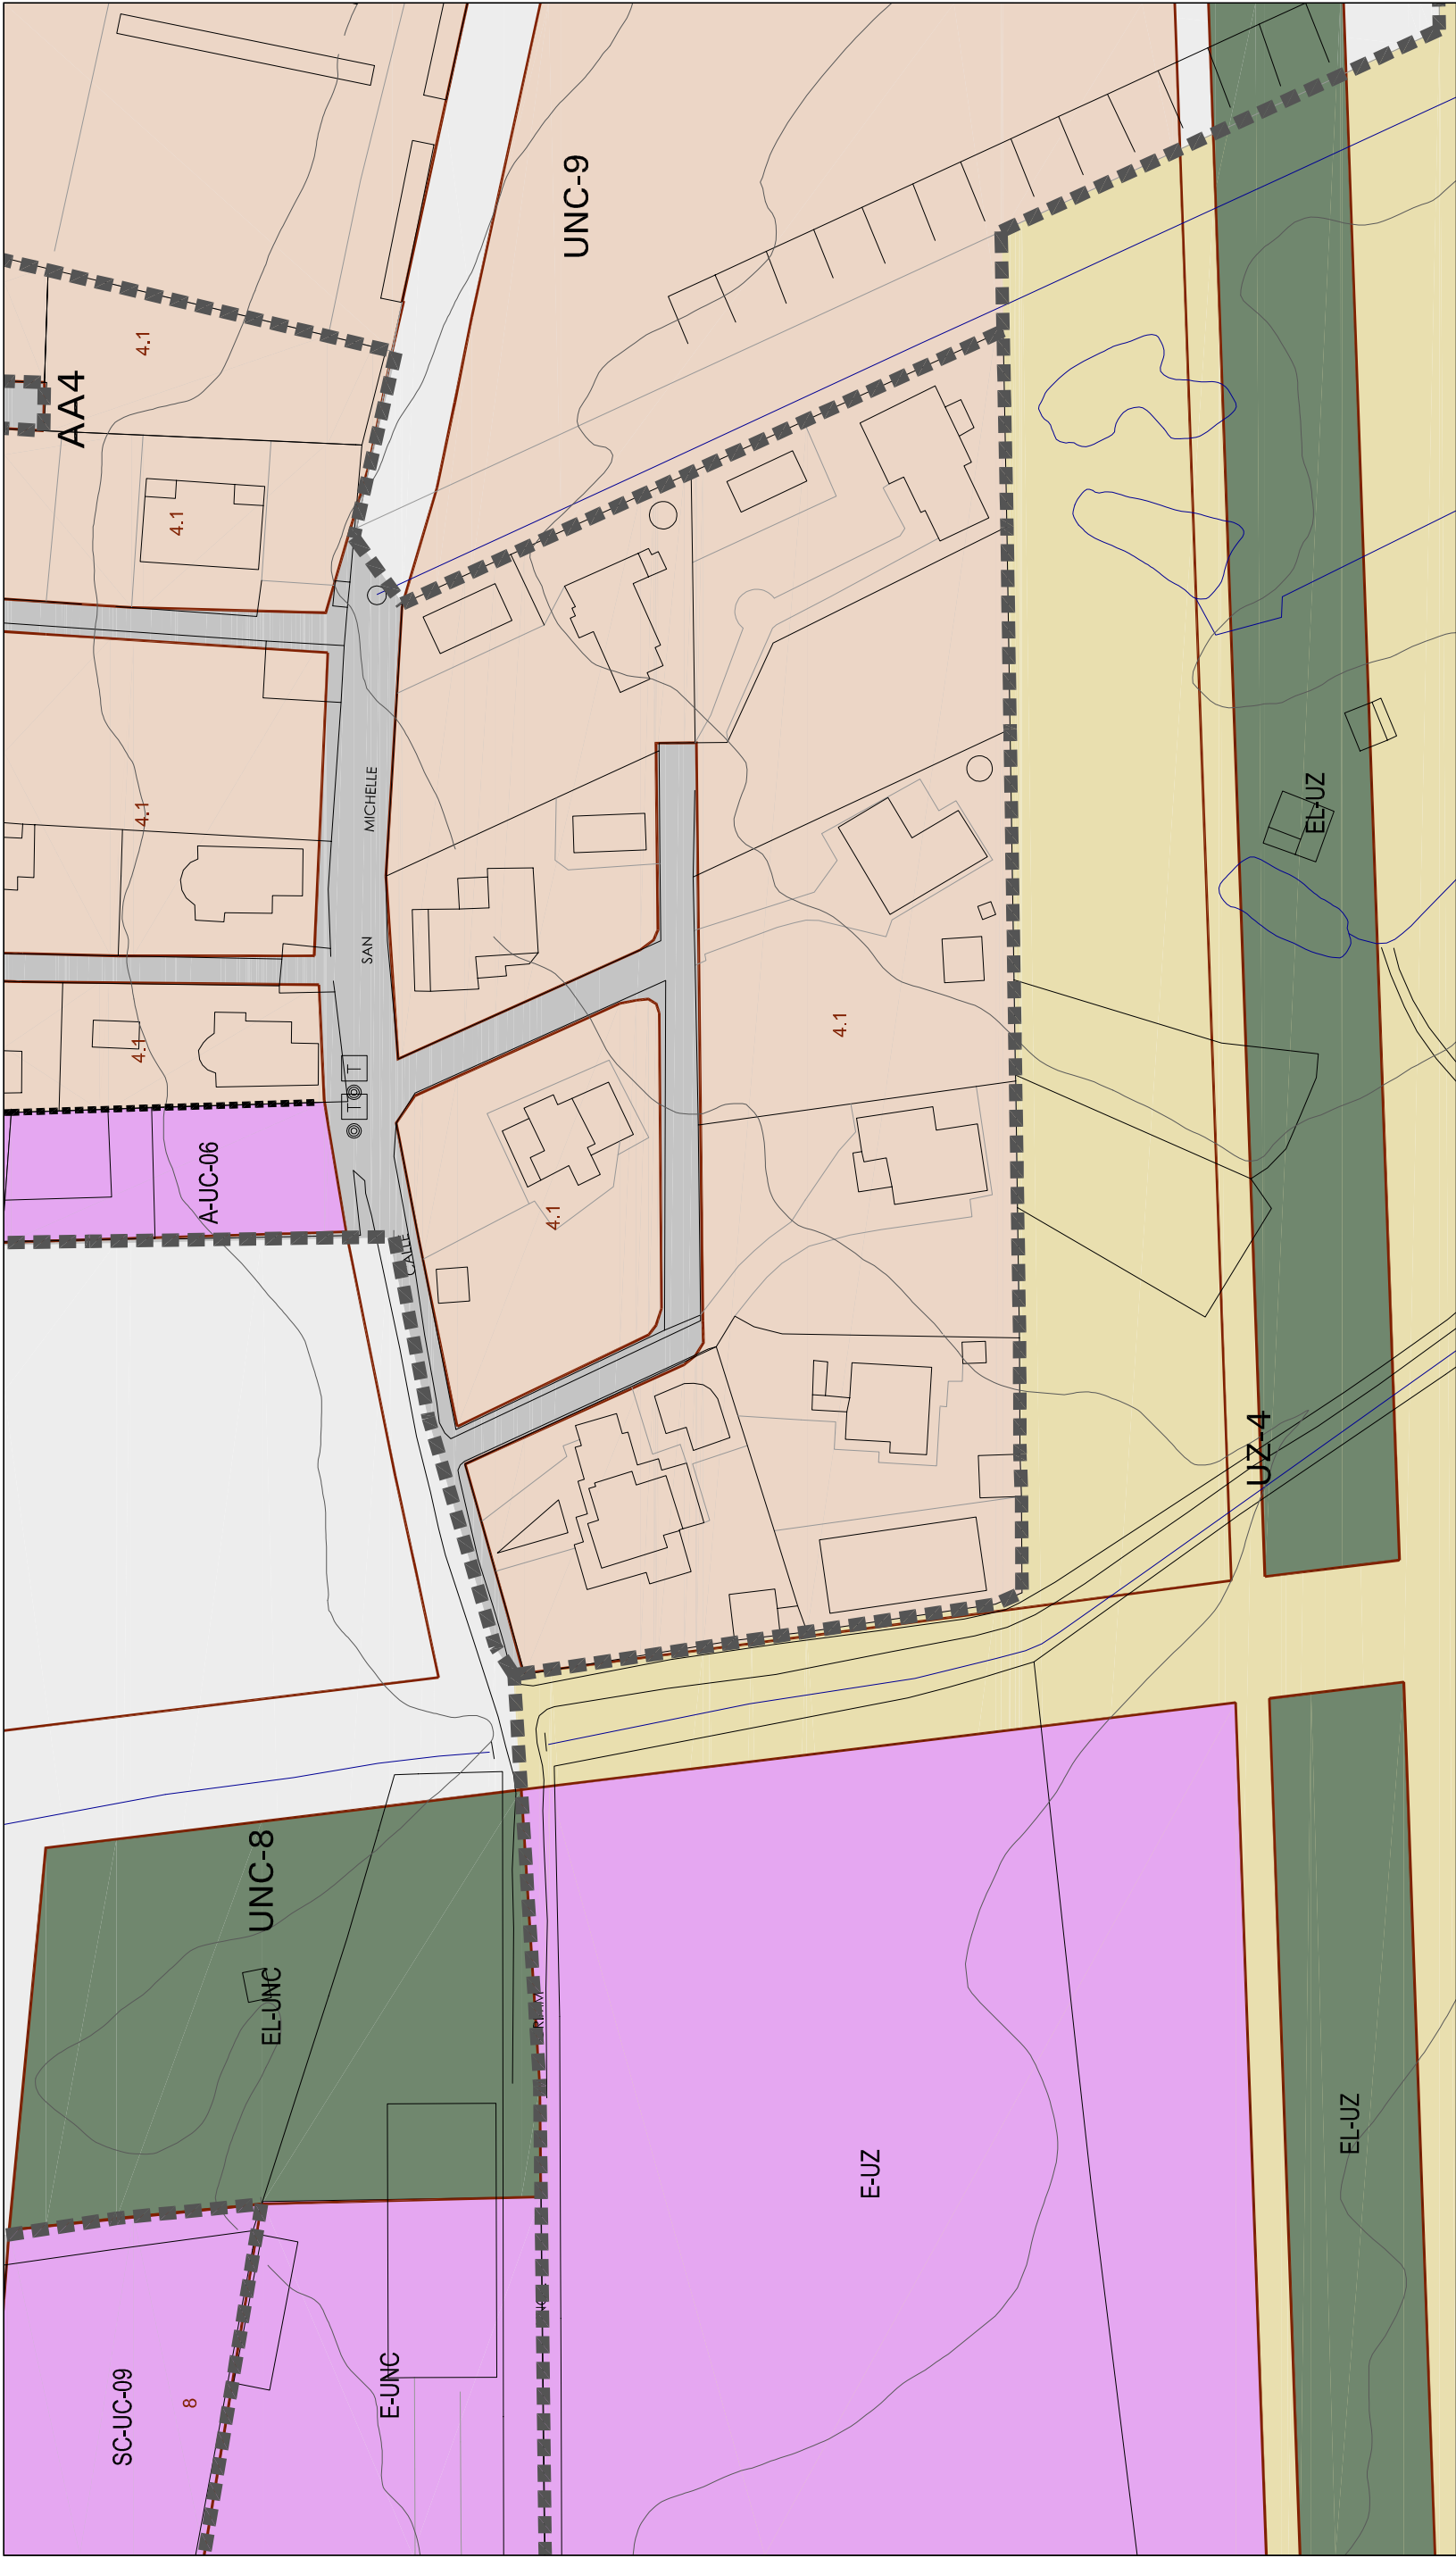 UNC-9
4.1
AA4
4.1
MICHELLE
4.1
EL-UZ
SAN
4.1
4.1
T
T
A-UC-06
4.1
CALLE
UZ-4
UNC-8
EL-UNC
EL-UZ
E-UZ
E-UNC
SC-UC-09
8